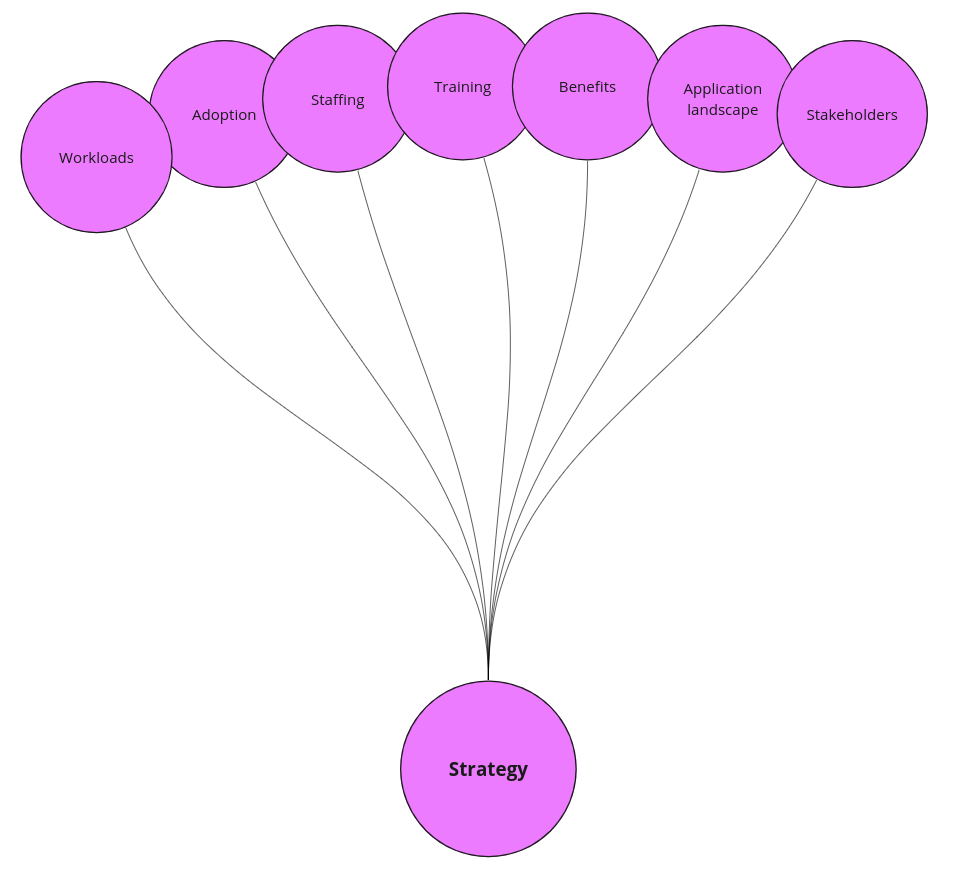 Workloads
Adoption
Staffing
Training
Benefits
Application
landscape
Stakeholders
Strategy